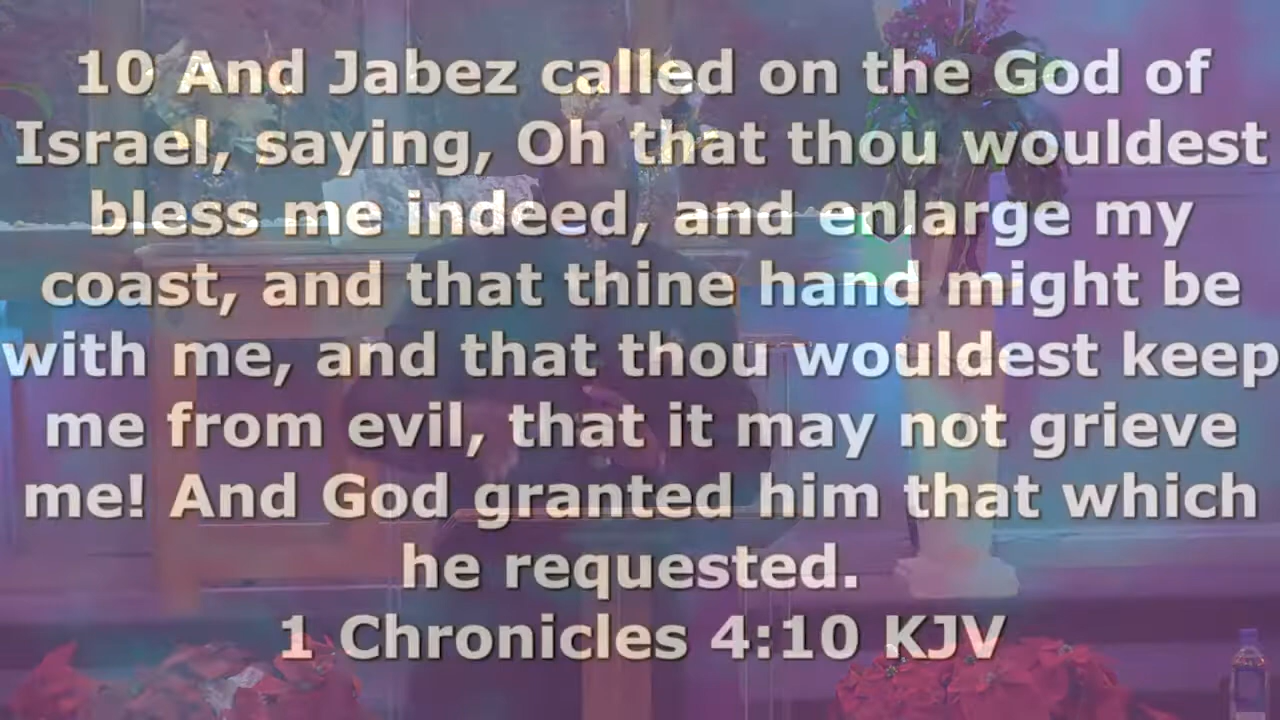 10 And Jabez called on the God of
Israel, saying, Oh that thou wouldest
bless me indeed, and enlarge my
coast, and that thine hand might be
with me, and that thou wouldest keep
me from evil, that it may not grieve
me! And God granted him that which
he requested.
1 Chronicles 4:10 KJV